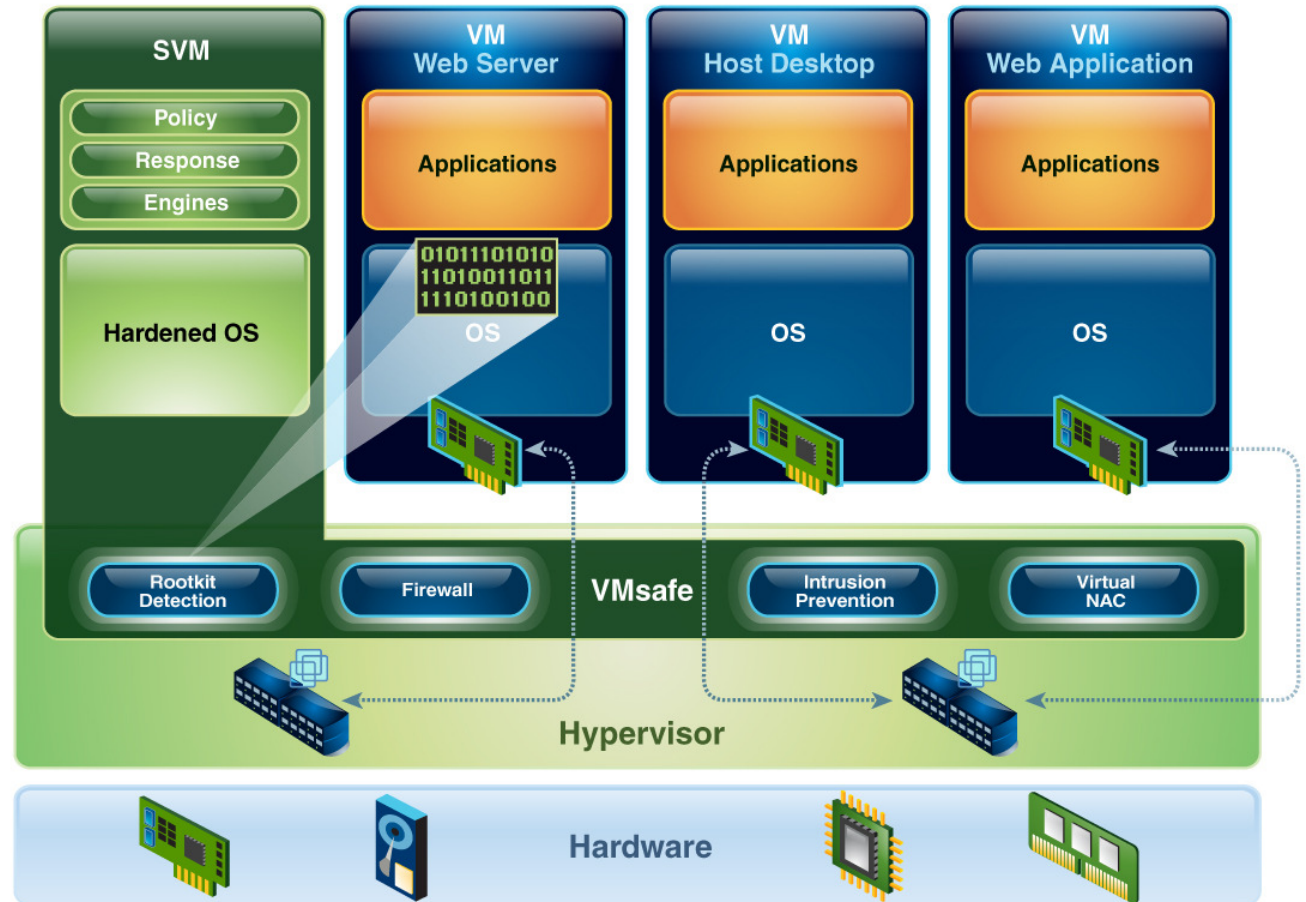 SVM
Policy
Response
Engines
Hardened OS
VM
Web Server
Applications
01011101010
11010011011
1110100100
OS
VM
Host Desktop
Applications
OS
VM
Web Application
Applications
OS
Rootkit
Detection
Firewall
VMsafe
Intrusion
Prevention
Virtual
NAC
Hypervisor
Hardware